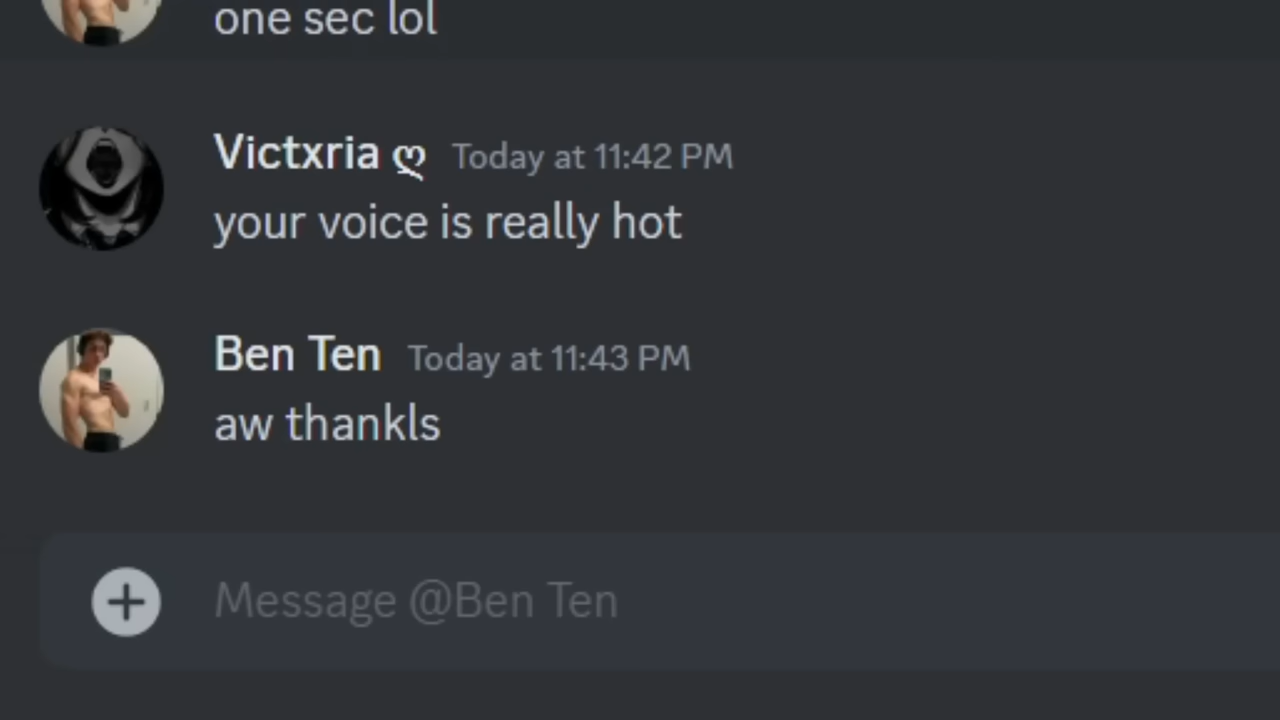 one sec lol
Victxria ღ Today at 11:42 PM
your voice is really hot
Ben Ten Today at 11:43 PM
aw thankls
Message @Ben Ten